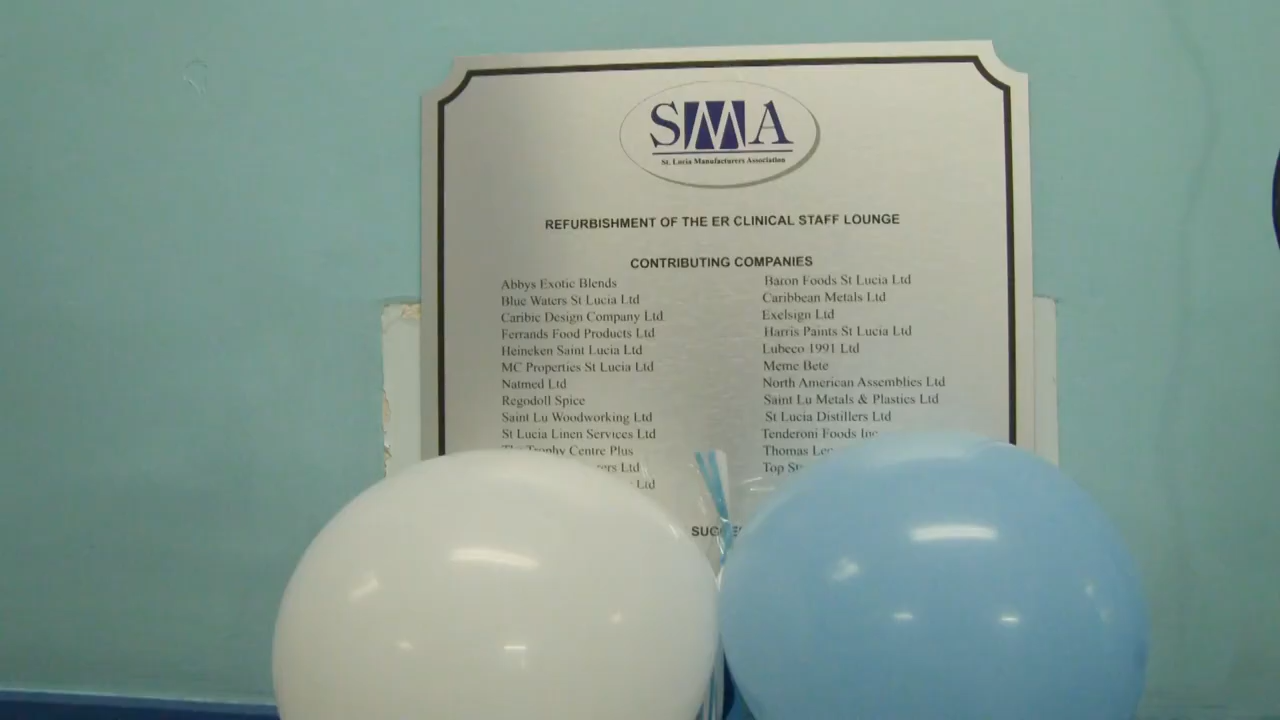 SMA
St. Lucia Manufacturers Association
REFURBISHMENT OF THE ER CLINICAL STAFF LOUNGE
CONTRIBUTING COMPANIES
Abbys Exotic Blends
Blue Waters St Lucia Ltd
Caribic Design Company Ltd
Ferrands Food Products Ltd
Heineken Saint Lucia Ltd
MC Properties St Lucia Ltd
Natmed Ltd
Regodoll Spice
Saint Lu Woodworking Ltd
St Lucia Linen Services Ltd
The Trophy Centre Plus
Ltd
Ltd
Baron Foods St Lucia Ltd
Caribbean Metals Ltd
Exelsign Ltd
Harris Paints St Lucia Ltd
Lubeco 1991 Ltd
Meme Bete
North American Assemblies Ltd
Saint Lu Metals & Plastics Ltd
St Lucia Distillers Ltd
Tenderoni Foods Inc
Thomas
Top